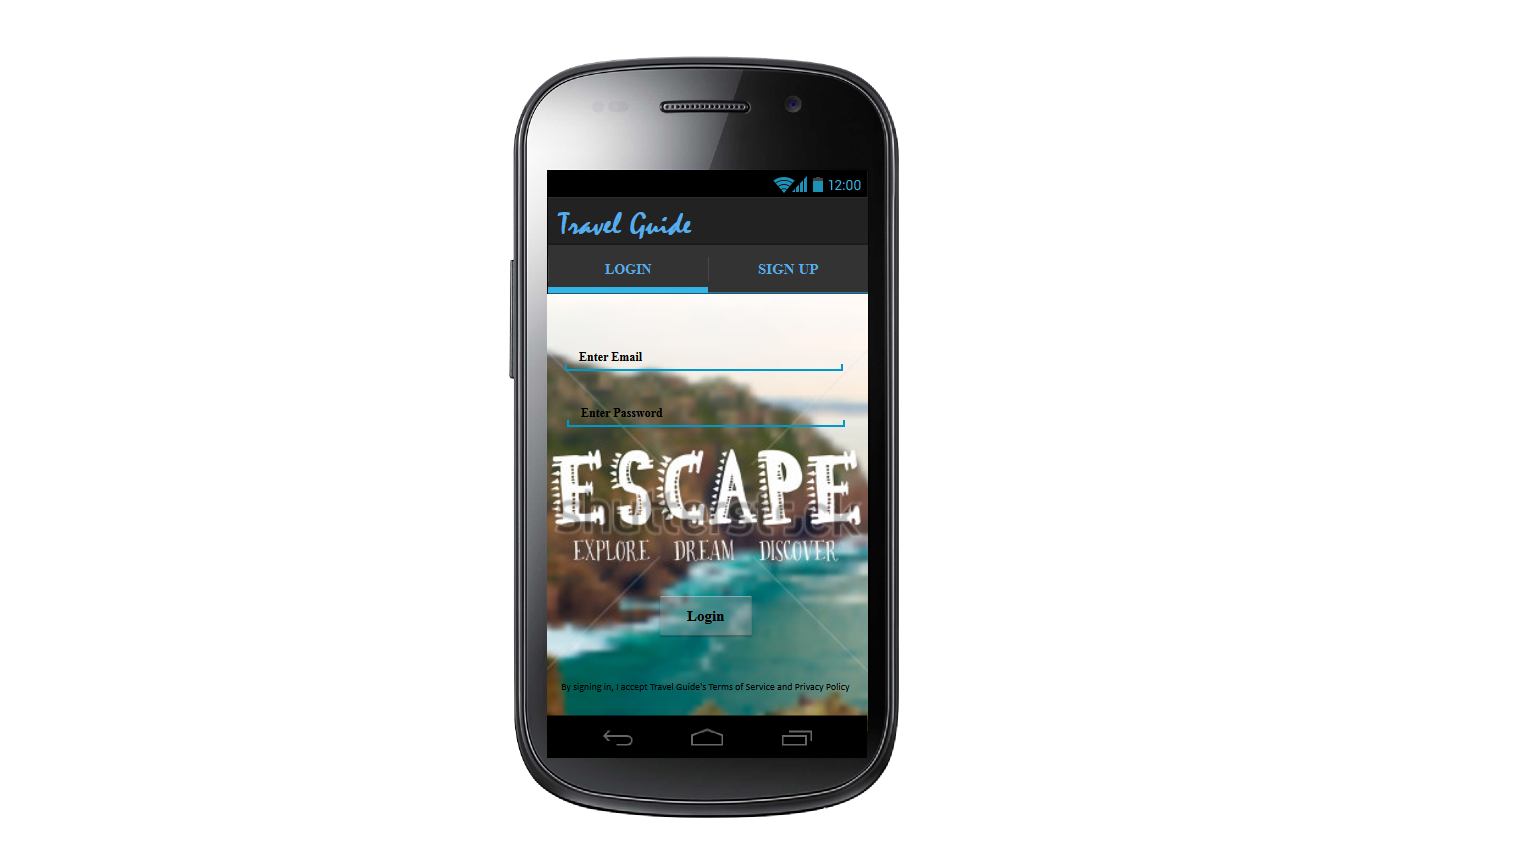 12:00
Travel Guide
LOGIN SIGN UP
Enter Email
Enter Password
ESCAPE
shutterstock
EXPLORE DREAM DISCOVER
Login
By signing in, I accept Travel Guide's Terms of Service and Privacy Policy